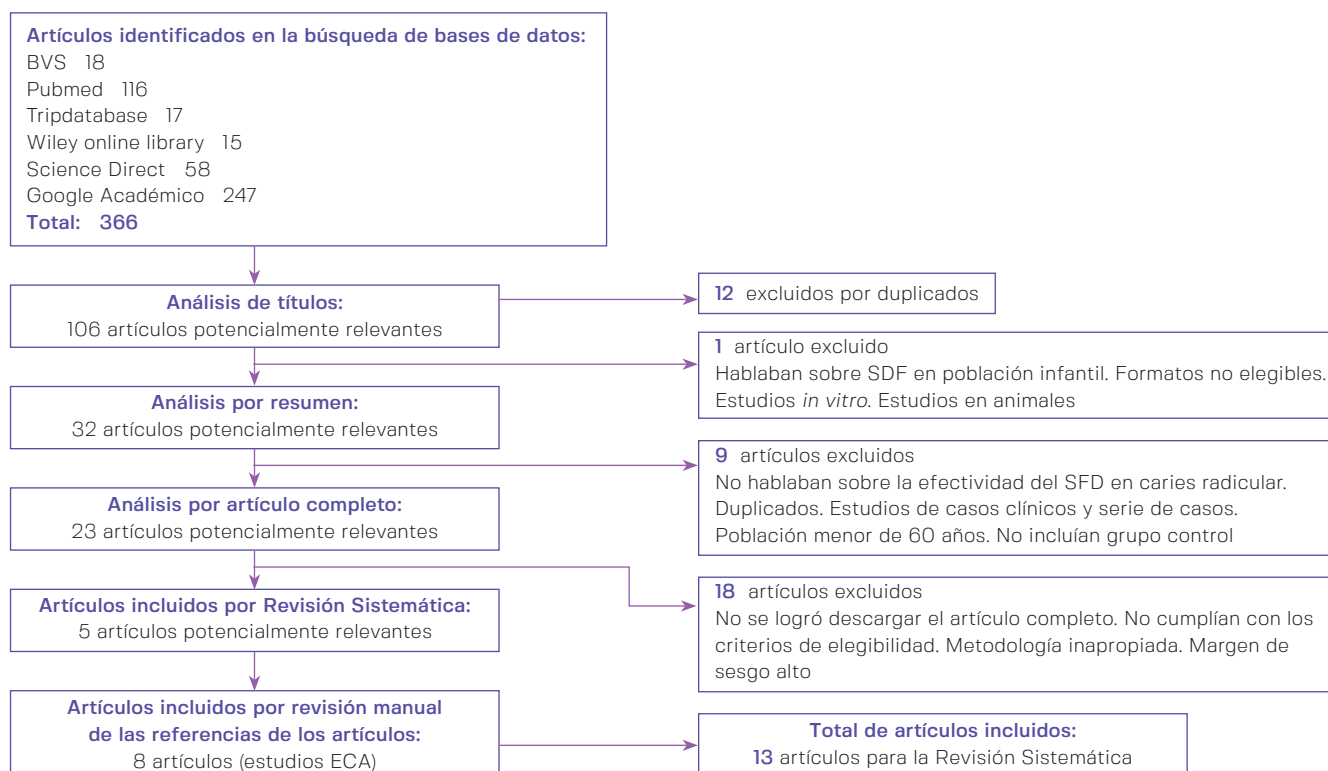 Artículos identificados en la búsqueda de bases de datos:
BVS 18
Pubmed 116
Tripdatabase 17
Wiley online library 15
Science Direct 58
Google Académico 247
Total: 366
Análisis de títulos:
106 artículos potencialmente relevantes
12 excluidos por duplicados
1 artículo excluido
Hablaban sobre SDF en población infantil. Formatos no elegibles.
Estudios in vitro. Estudios en animales
Análisis por resumen:
32 artículos potencialmente relevantes
9 artículos excluidos
No hablaban sobre la efectividad del SFD en caries radicular.
Duplicados. Estudios de casos clínicos y serie de casos.
Población menor de 60 años. No incluían grupo control
Análisis por artículo completo:
23 artículos potencialmente relevantes
18 artículos excluidos
No se logró descargar el artículo completo. No cumplían con los
criterios de elegibilidad. Metodología inapropiada. Margen de
sesgo alto
Artículos incluidos por Revisión Sistemática:
5 artículos potencialmente relevantes
Artículos incluidos por revisión manual
de las referencias de los artículos:
8 artículos (estudios ECA)
Total de artículos incluidos:
13 artículos para la Revisión Sistemática